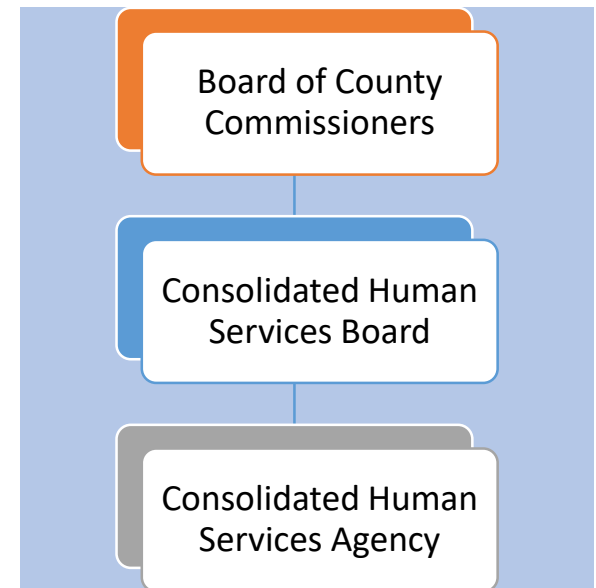 Board of County
Commissioners
Consolidated Human
Services Board
Consolidated Human
Services Agency